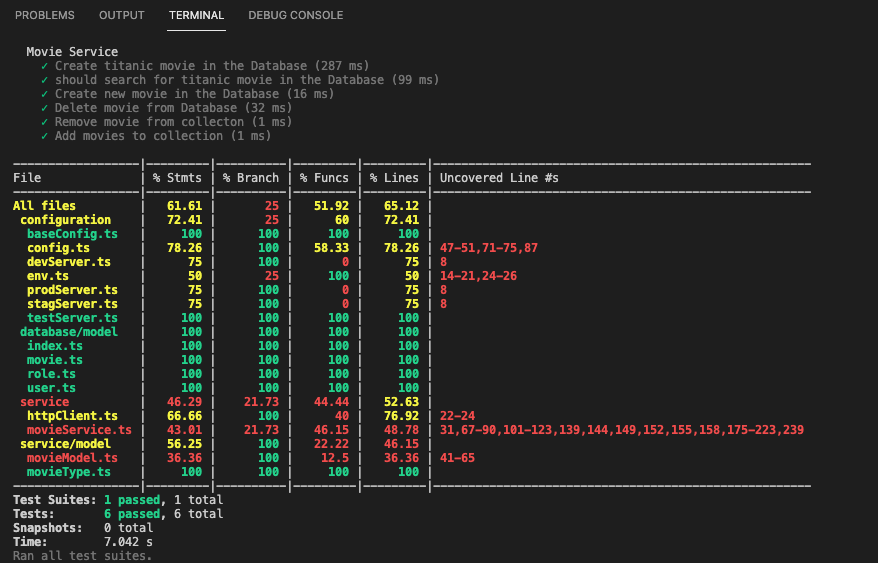 PROBLEMS OUTPUT TERMINAL DEBUG CONSOLE
Movie Service
✓ Create titanic movie in the Database (287 ms)
✓ should search for titanic movie in the Database (99 ms)
✓ Create new movie in the Database (16 ms)
✓ Delete movie from Database (32 ms)
✓ Remove movie from collecton (1 ms)
✓ Add movies to collection (1 ms)
File | % Stmts | % Branch | % Funcs | % Lines | Uncovered Line #s
All files | 61.61 | 25 | 51.92 | 65.12 |
configuration | 72.41 | 25 | 60 | 72.41 |
baseConfig.ts | 100 | 100 | 100 | 100 |
config.ts | 78.26 | 100 | 58.33 | 78.26 | 47-51,71-75,87
devServer.ts | 75 | 100 | 0 | 75 | 8
env.ts | 50 | 25 | 100 | 50 | 14-21,24-26
prodServer.ts | 75 | 100 | 0 | 75 | 8
stagServer.ts | 75 | 100 | 0 | 75 | 8
testServer.ts | 100 | 100 | 100 | 100 |
database/model | 100 | 100 | 100 | 100 |
index.ts | 100 | 100 | 100 | 100 |
movie.ts | 100 | 100 | 100 | 100 |
role.ts | 100 | 100 | 100 | 100 |
user.ts | 100 | 100 | 100 | 100 |
service | 46.29 | 21.73 | 44.44 | 52.63 |
httpClient.ts | 66.66 | 100 | 40 | 76.92 | 22-24
movieService.ts | 43.01 | 21.73 | 46.15 | 48.78 | 31,67-90,101-123,139,144,149,152,155,158,175-223,239
service/model | 56.25 | 100 | 22.22 | 46.15 |
movieModel.ts | 36.36 | 100 | 12.5 | 36.36 | 41-65
movieType.ts | 100 | 100 | 100 | 100 |
Test Suites: 1 passed, 1 total
Tests: 6 passed, 6 total
Snapshots: 0 total
Time: 7.042 s
Ran all test suites.